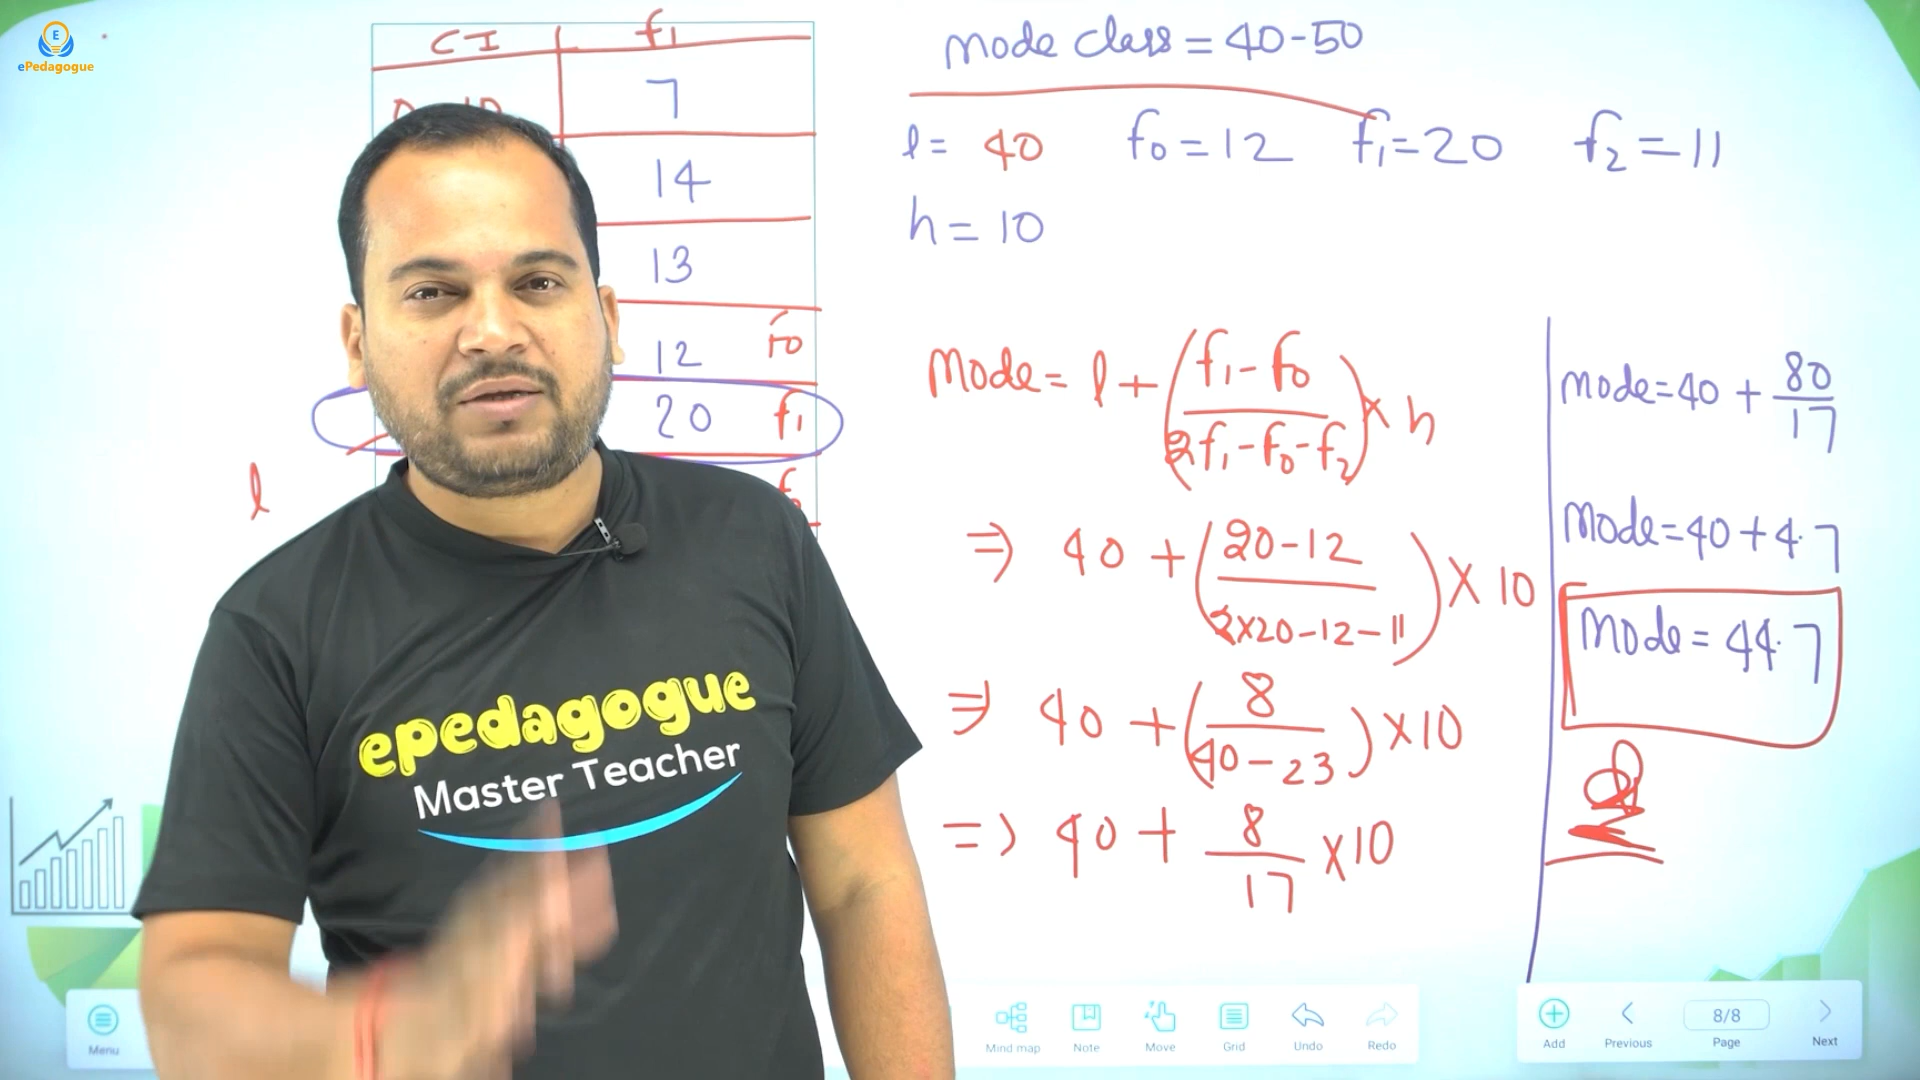 E
ePedagogue
CI f1
7
14
13
12 f0
20 f1
l
mode class = 40-50
l = 40 f0 = 12 f1 = 20 f2 = 11
h = 10
Mode = l + (f1 - f0 / 2f1 - f0 - f2) × h
⇒ 40 + (20-12 / 2×20-12-11) × 10
⇒ 40 + (8 / 40-23) × 10
=> 40 + 8/17 × 10
mode = 40 + 80/17
mode = 40 + 4.7
mode = 44.7
epedagogue
Master Teacher
Menu
Mind map Note Move Grid Undo Redo
Add Previous 8/8 Page Next